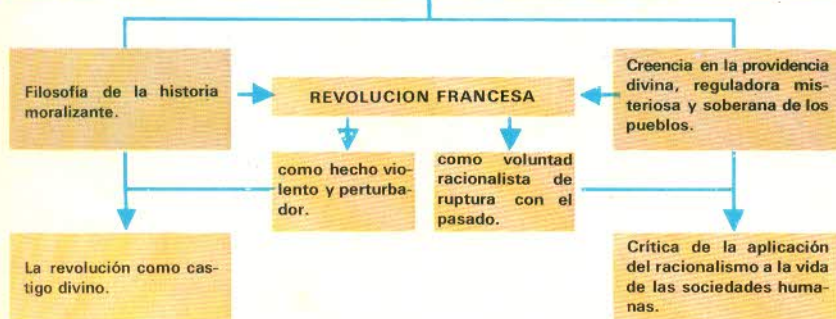 Filosofía de la historia
moralizante.
REVOLUCION FRANCESA
Creencia en la providencia
divina, reguladora mis-
teriosa y soberana de los
pueblos.
como hecho vio-
lento y perturba-
dor.
como voluntad
racionalista de
ruptura con el
pasado.
La revolución como cas-
tigo divino.
Crítica de la aplicación
del racionalismo a la vida
de las sociedades huma-
nas.